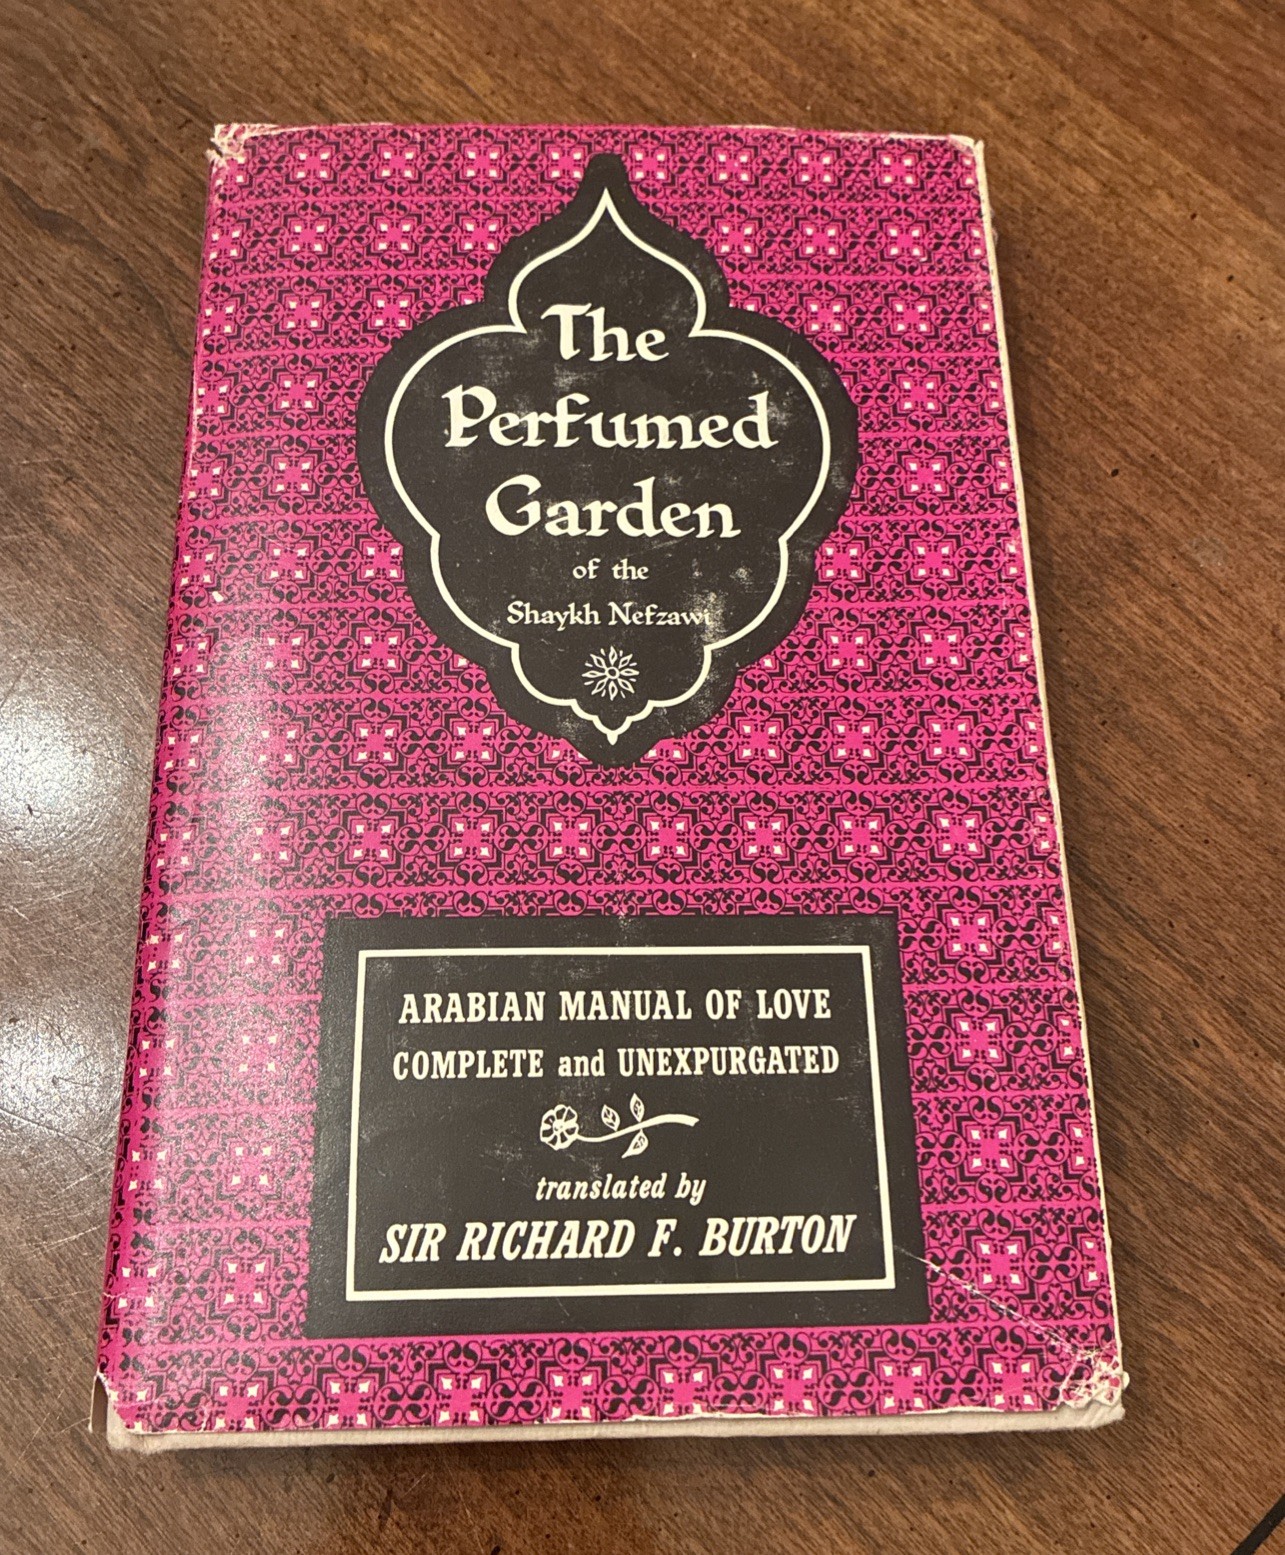 The
Perfumed
Garden
of the
Shaykh Nefzawi
ARABIAN MANUAL OF LOVE
COMPLETE and UNEXPURGATED
translated by
SIR RICHARD F. BURTON